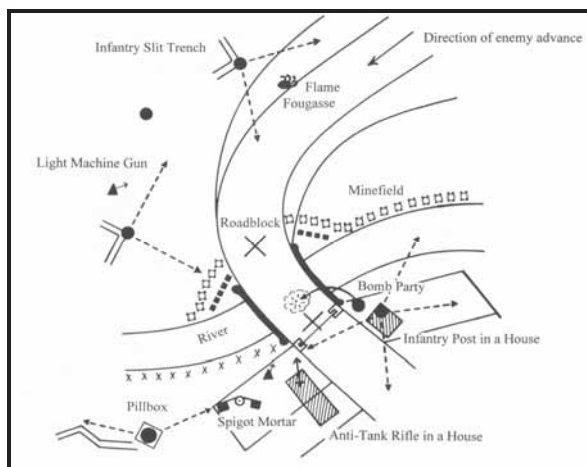 Infantry Slit Trench
Direction of enemy advance
Flame
Fougasse
Light Machine Gun
Minefield
Roadblock
Bomb Party
River
Infantry Post in a House
Pillbox
Spigot Mortar
Anti-Tank Rifle in a House